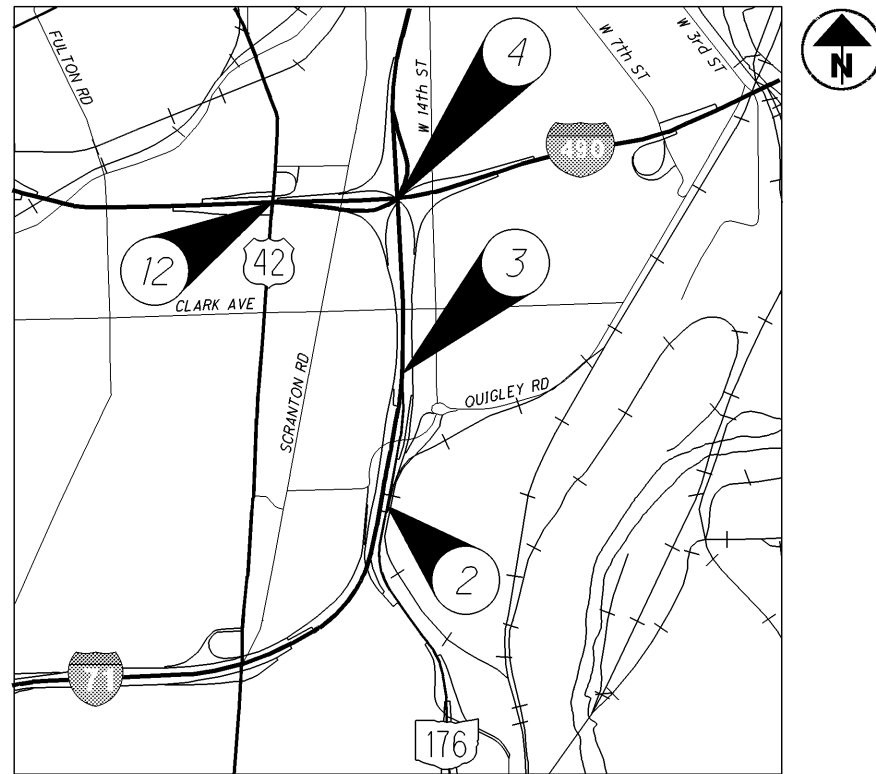 FULTON RD
W 14th ST
4
W 7th ST
W 3rd ST
N
490
12
42
3
CLARK AVE
SCRANTON RD
QUIGLEY RD
2
71
176